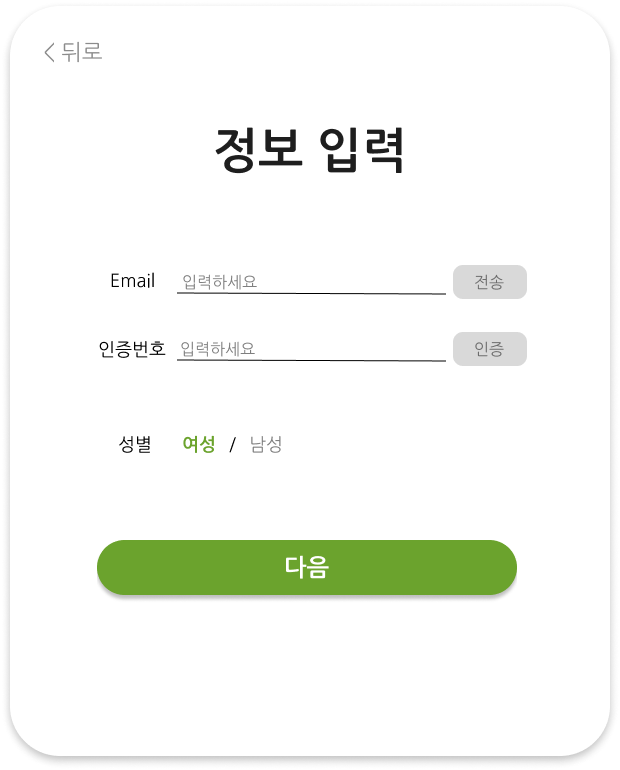 < 뒤로
정보 입력
Email 입력하세요 전송
인증번호 입력하세요 인증
성별 여성 / 남성
다음